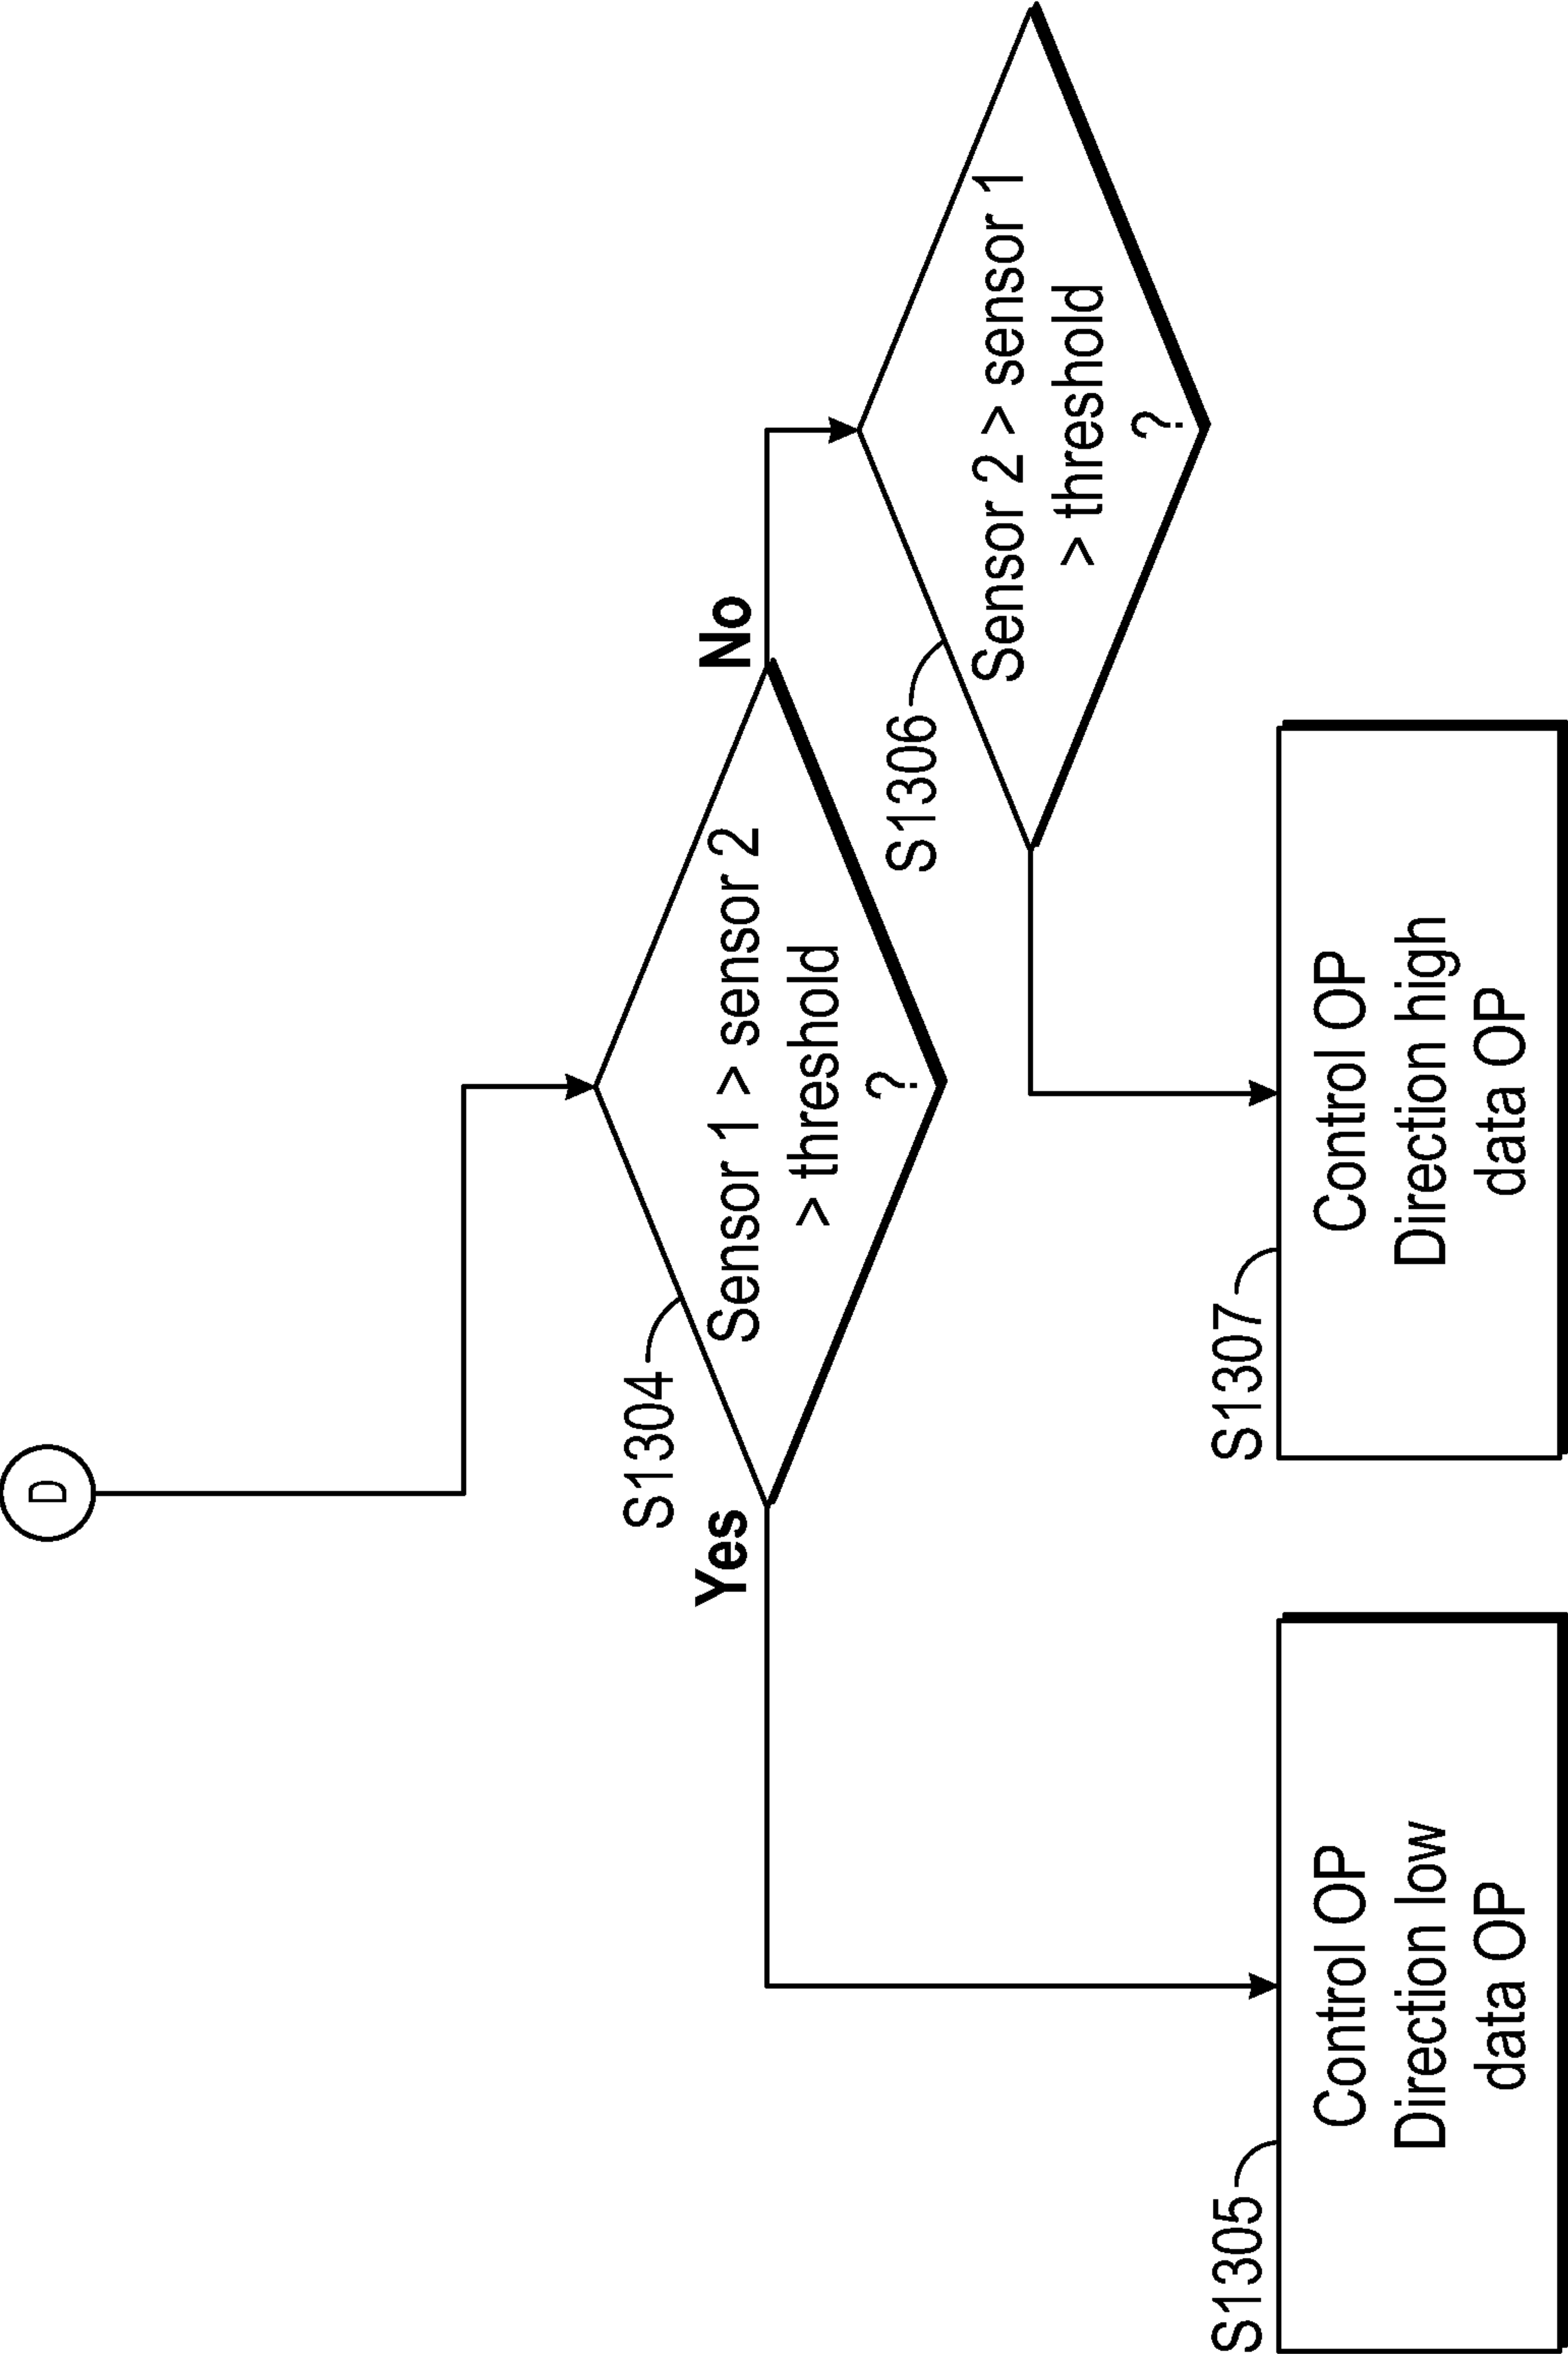 D
S1304
Sensor 1 > sensor 2
> threshold
?
Yes
No
S1306
Sensor 2 > sensor 1
> threshold
?
S1305
Control OP
Direction low
data OP
S1307
Control OP
Direction high
data OP